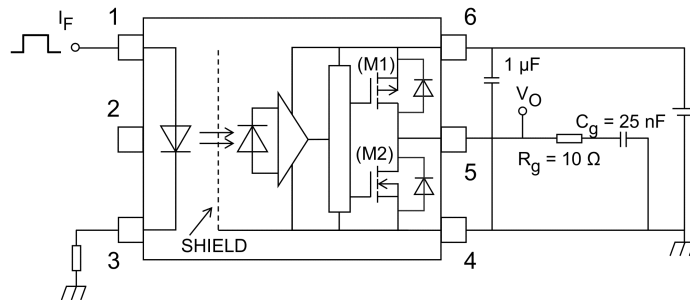 1
6
I_F
(M1)
1 µF
V_O
2
C_g = 25 nF
(M2)
5
R_g = 10 Ω
3
SHIELD
4